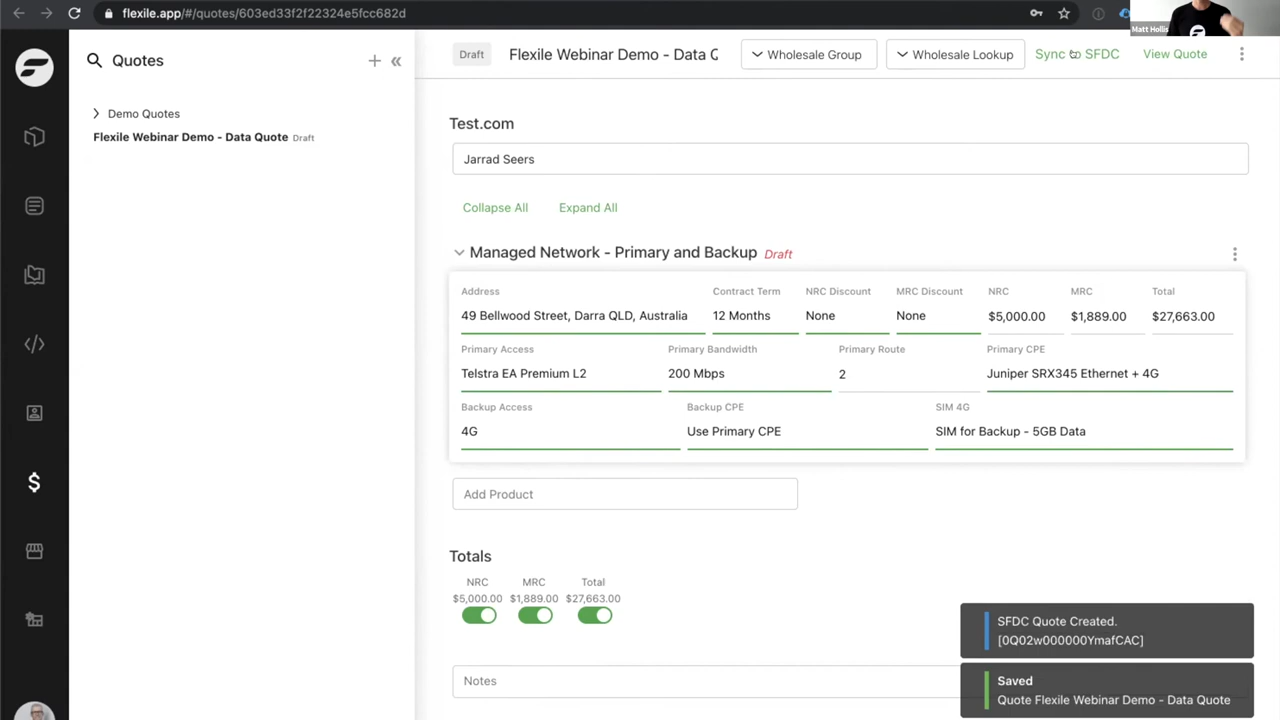 flexile.app/#/quotes/603ed33f2f22324e5fcc682d
Matt Hollis
Quotes
Draft
Flexile Webinar Demo - Data Q
Wholesale Group
Wholesale Lookup
Sync to SFDC
View Quote
Demo Quotes
Flexile Webinar Demo - Data Quote Draft
Test.com
Jarrad Seers
Collapse All
Expand All
Managed Network - Primary and Backup Draft
Address Contract Term NRC Discount MRC Discount NRC MRC Total
49 Bellwood Street, Darra QLD, Australia 12 Months None None $5,000.00 $1,889.00 $27,663.00
Primary Access Primary Bandwidth Primary Route Primary CPE
Telstra EA Premium L2 200 Mbps 2 Juniper SRX345 Ethernet + 4G
Backup Access Backup CPE SIM 4G
4G Use Primary CPE SIM for Backup - 5GB Data
Add Product
Totals
NRC MRC Total
$5,000.00 $1,889.00 $27,663.00
Notes
SFDC Quote Created.
[0Q02w000000YmafCAC]
Saved
Quote Flexile Webinar Demo - Data Quote